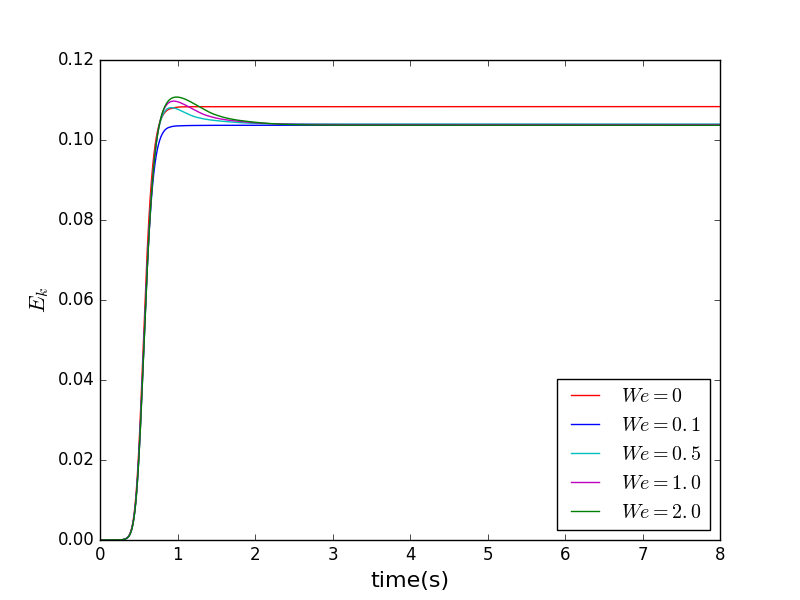 0.12
0.10
0.08
0.06
0.04
0.02
0.00
E_k
0 1 2 3 4 5 6 7 8
time(s)
We = 0
We = 0.1
We = 0.5
We = 1.0
We = 2.0